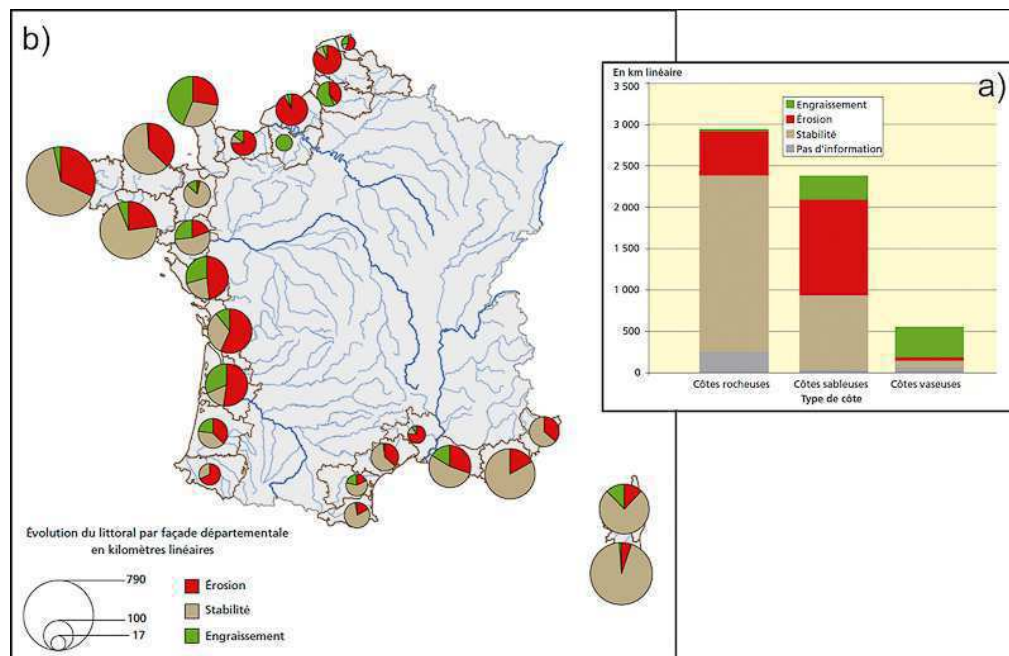 b)
a)
En km linéaire
3 500
3 000
2 500
2 000
1 500
1 000
500
0
Engraissement
Érosion
Stabilité
Pas d'information
Côtes rocheuses Côtes sableuses Côtes vaseuses
Type de côte
Évolution du littoral par façade départementale
en kilomètres linéaires
790
100
17
Érosion
Stabilité
Engraissement